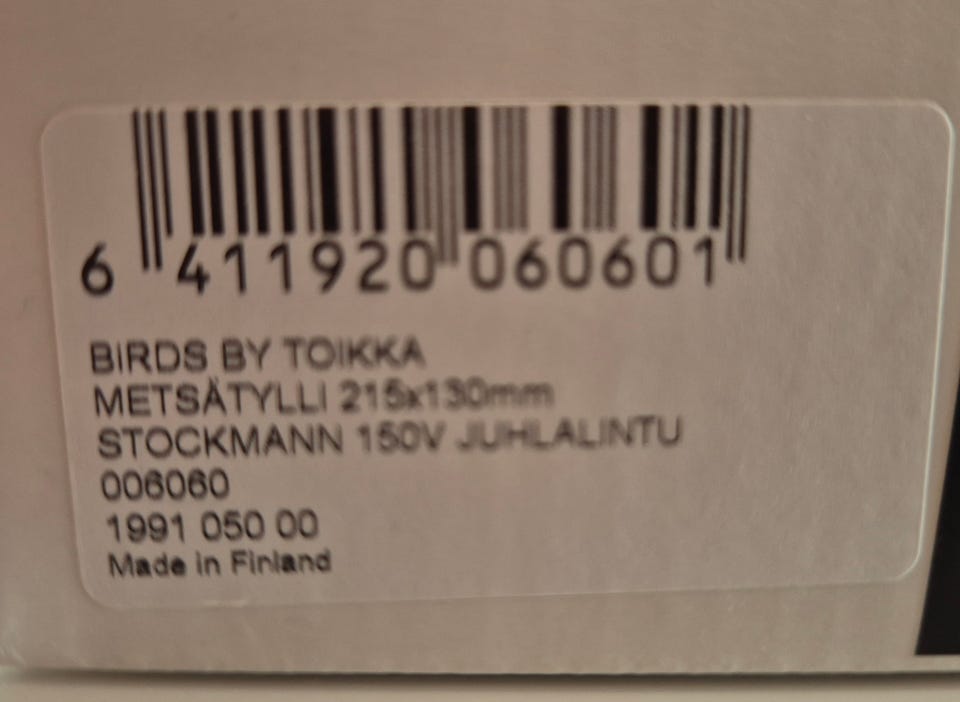 6 411920 060601
BIRDS BY TOIKKA
METSÄTYLLI 215x130mm
STOCKMANN 150V JUHLALINTU
006060
1991 050 00
Made in Finland